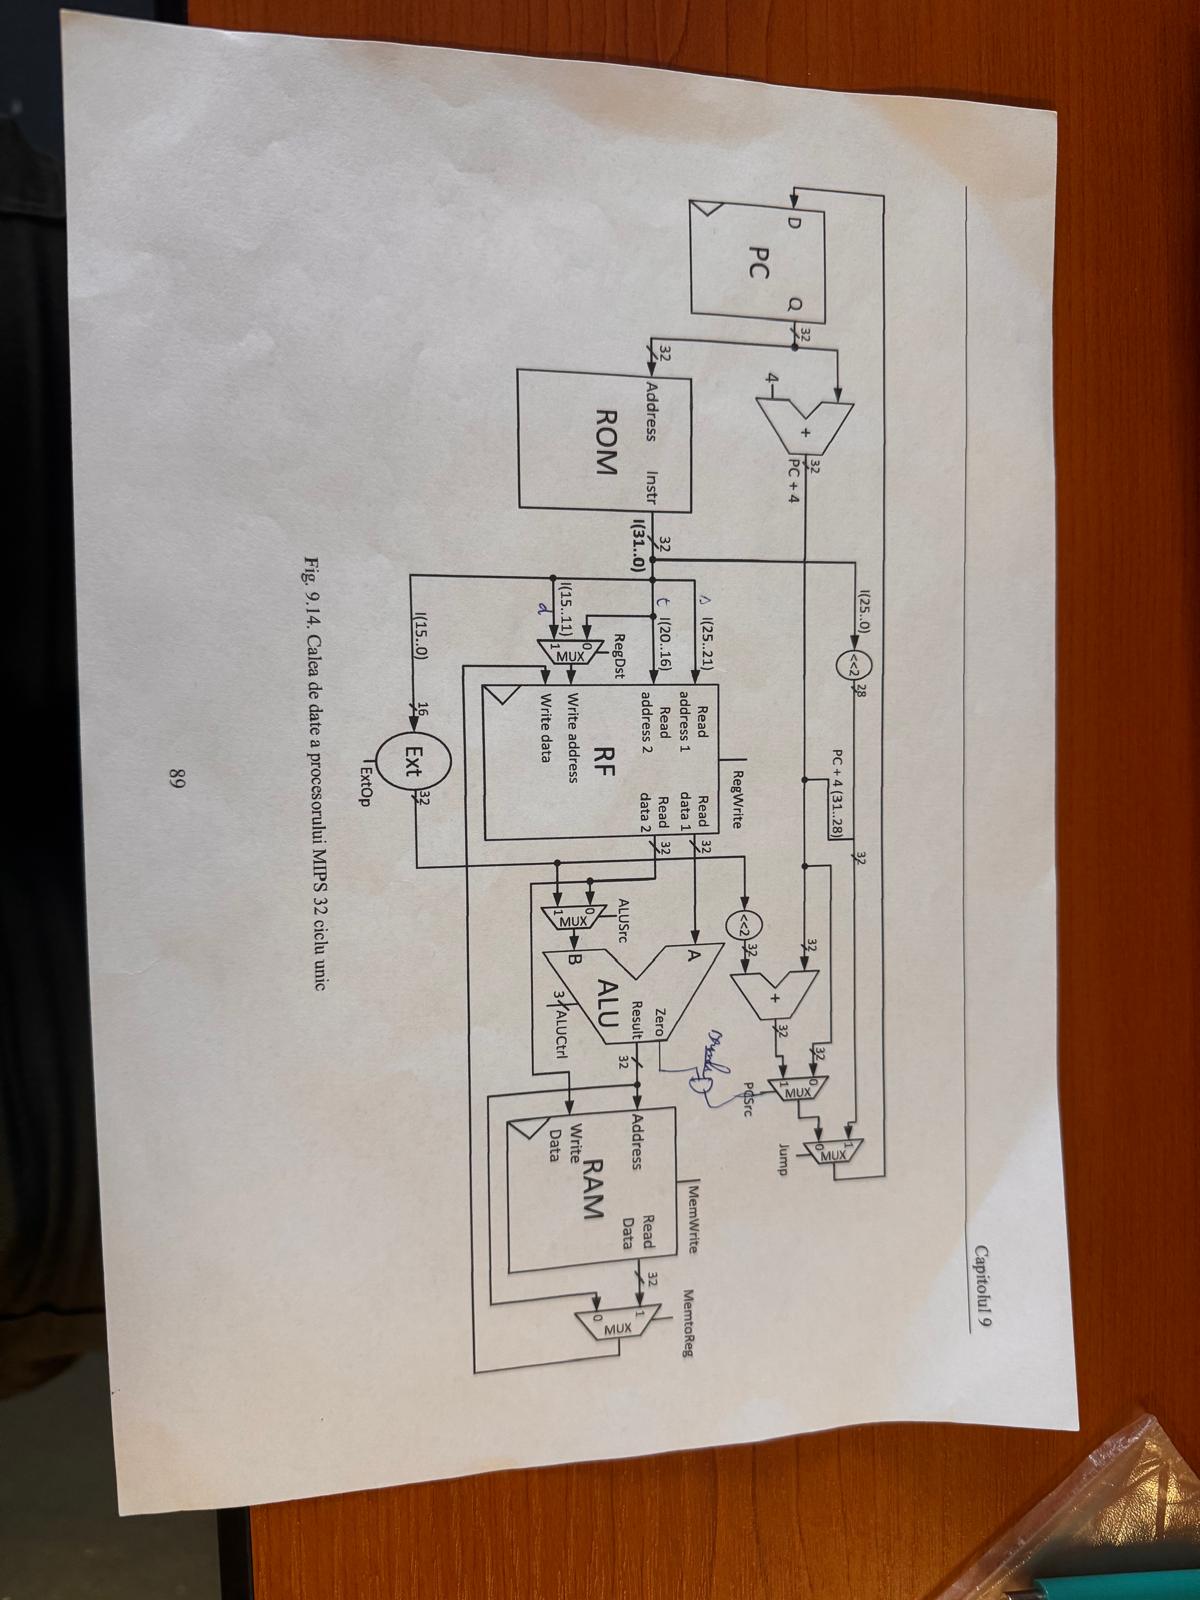 Capitolul 9
I(25..0)
<<2
28
32
PC + 4 (31..28)
1
MUX
0
Jump
D
Q
PC
32
4
+
32
PC + 4
32
+
32
32
0
MUX
1
PCSrc
<<2
32
RegWrite
s
I(25..21)
t
I(20..16)
RegDst
0
MUX
1
I(15..11)
d
Read
address 1
Read
address 2
Read
data 1
Read
data 2
RF
Write address
Write data
32
32
32
Address
Instr
ROM
32
I(31..0)
ALUSrc
0
MUX
1
A
B
Zero
Result
ALU
32
3
ALUCtrl
MemWrite
Address
Read
Data
RAM
Write
Data
32
MemtoReg
1
MUX
0
I(15..0)
16
Ext
32
ExtOp
Fig. 9.14. Calea de date a procesorului MIPS 32 ciclu unic
89